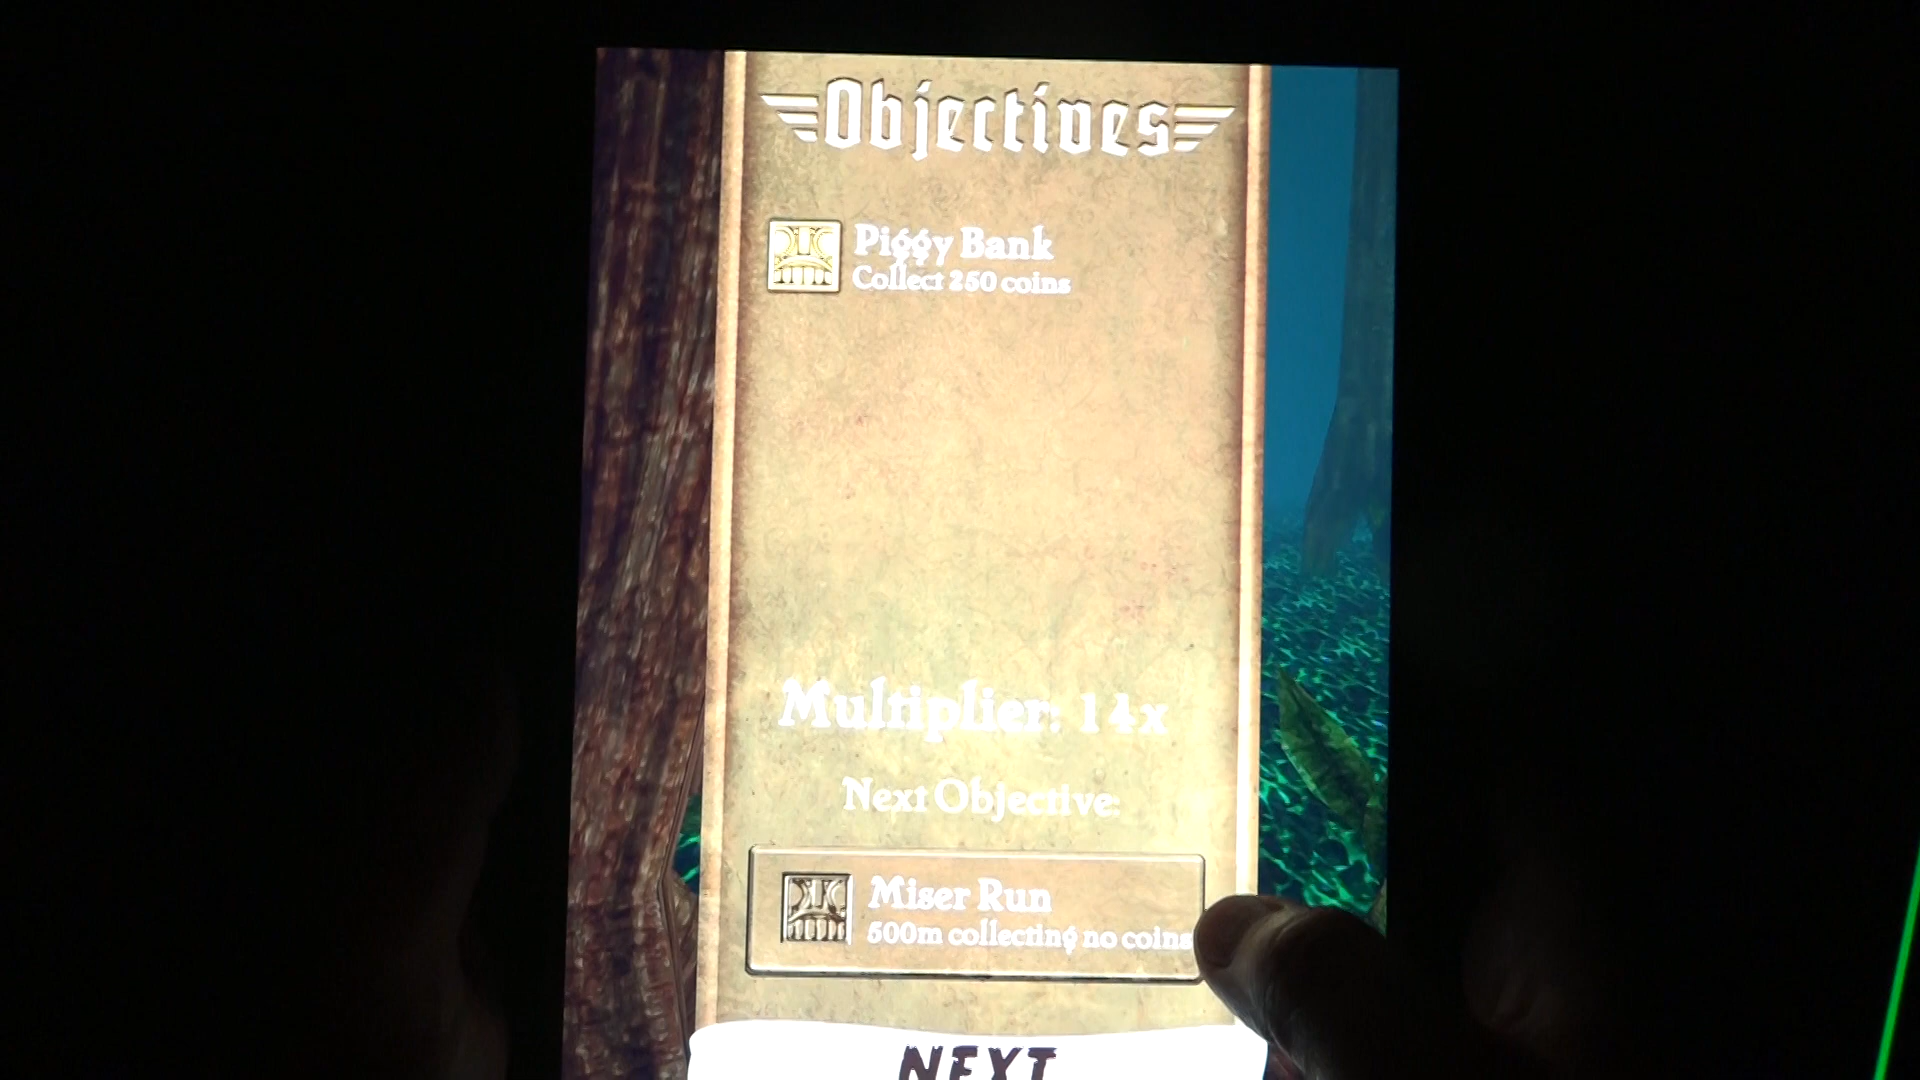 Objectives
Piggy Bank
Collect 250 coins
Multiplier: 14x
Next Objective:
Miser Run
500m collecting no coins
NEXT